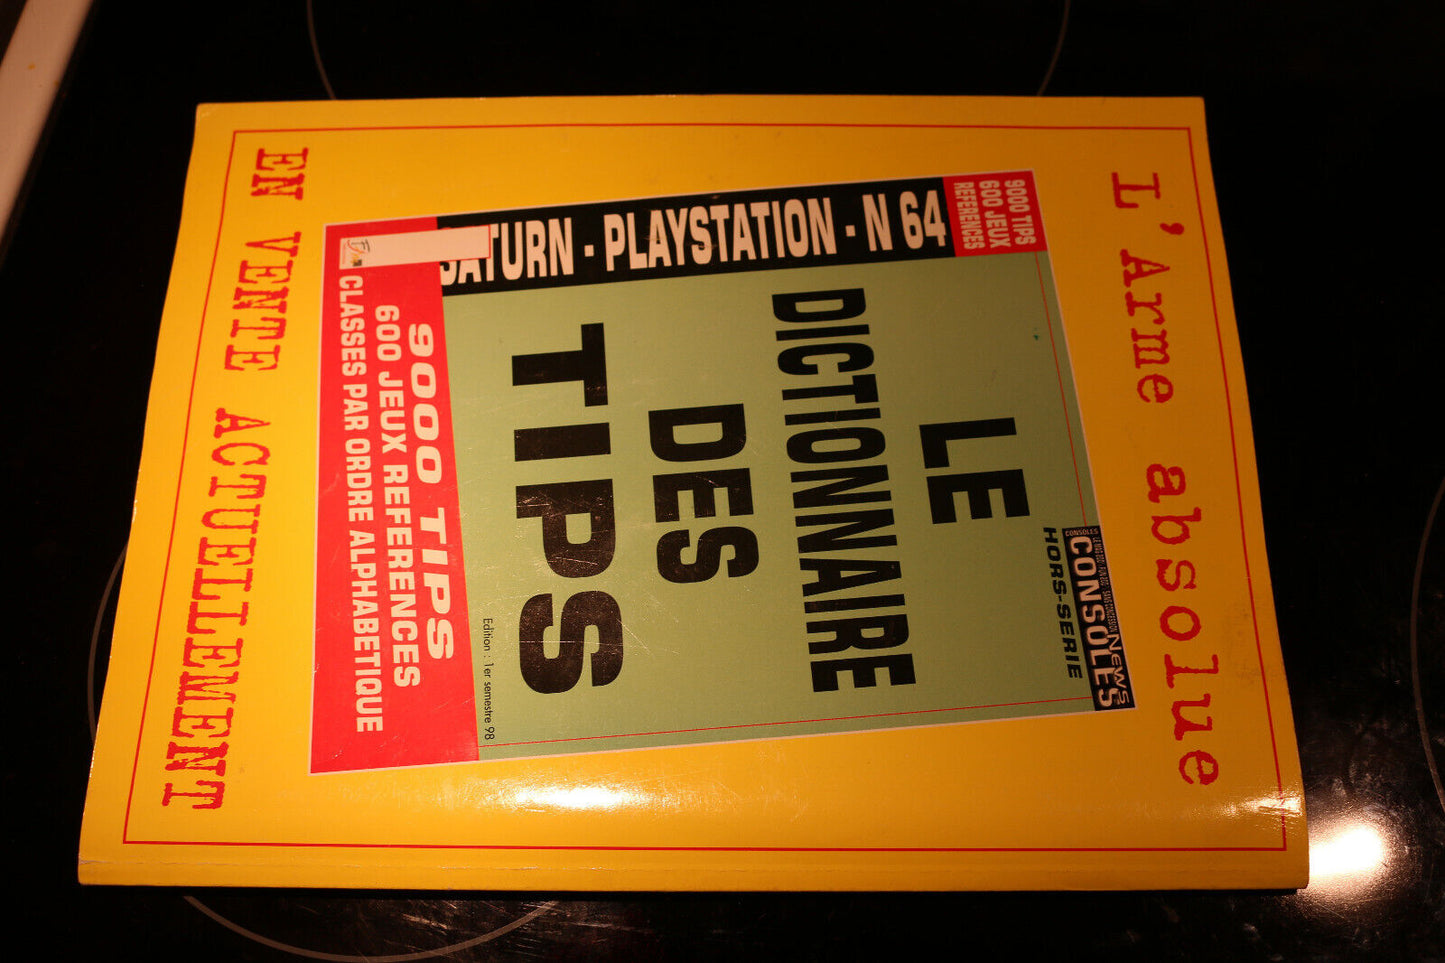 L'Arme absolue
CONSOLES
NEWS
CONSOLES
HORS-SERIE
9000 TIPS
600 JEUX
REFERENCES
SATURN - PLAYSTATION - N 64
LE
DICTIONNAIRE
DES
TIPS
Edition : 1er semestre 98
9000 TIPS
600 JEUX REFERENCES
CLASSES PAR ORDRE ALPHABETIQUE
EN VENTE ACTUELLEMENT